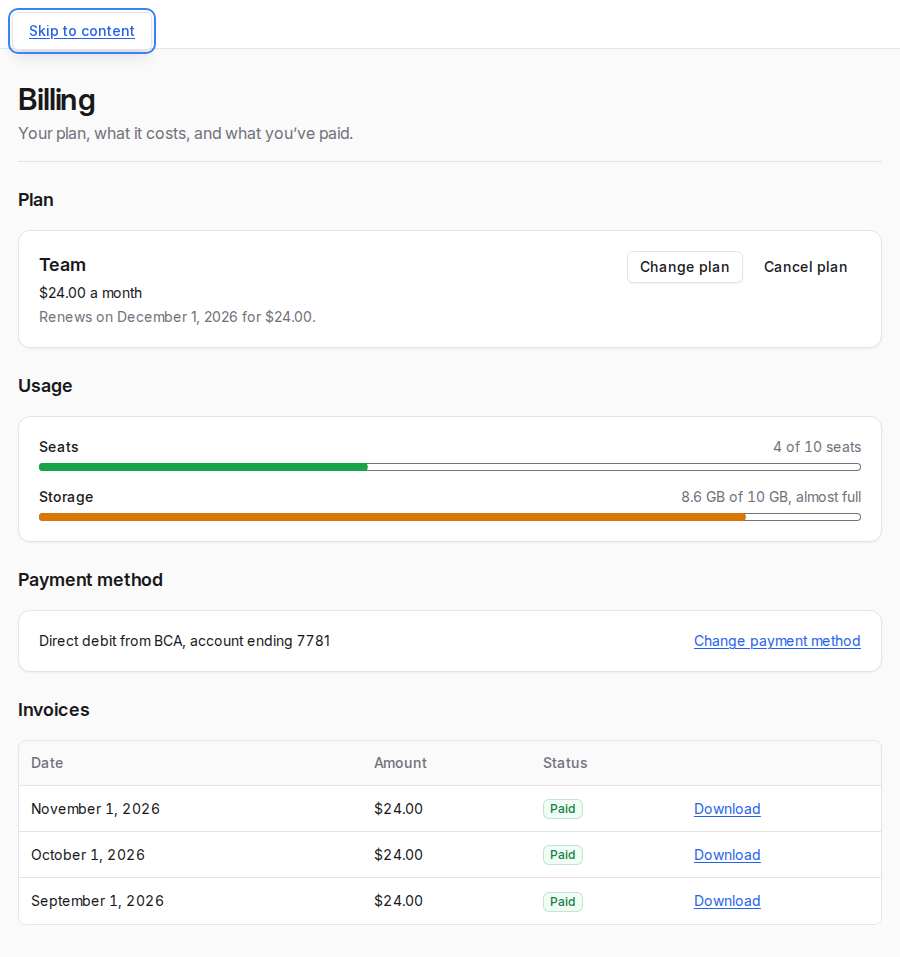 Skip to content
Billing
Your plan, what it costs, and what you’ve paid.
Plan
Team
Change plan
Cancel plan
$24.00 a month
Renews on December 1, 2026 for $24.00.
Usage
Seats
4 of 10 seats
Storage
8.6 GB of 10 GB, almost full
Payment method
Direct debit from BCA, account ending 7781
Change payment method
Invoices
Date Amount Status
November 1, 2026 $24.00 Paid Download
October 1, 2026 $24.00 Paid Download
September 1, 2026 $24.00 Paid Download